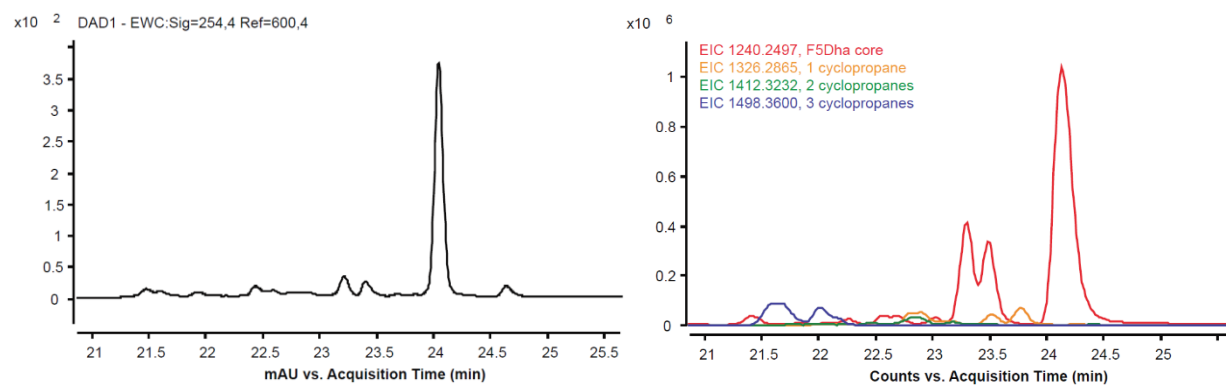 x10 2 DAD1 - EWC:Sig=254,4 Ref=600,4
3.5
3
2.5
2
1.5
1
0.5
0
21 21.5 22 22.5 23 23.5 24 24.5 25 25.5
mAU vs. Acquisition Time (min)
x10 6
EIC 1240.2497, F5Dha core
EIC 1326.2865, 1 cyclopropane
EIC 1412.3232, 2 cyclopropanes
EIC 1498.3600, 3 cyclopropanes
1
0.8
0.6
0.4
0.2
0
21 21.5 22 22.5 23 23.5 24 24.5 25
Counts vs. Acquisition Time (min)